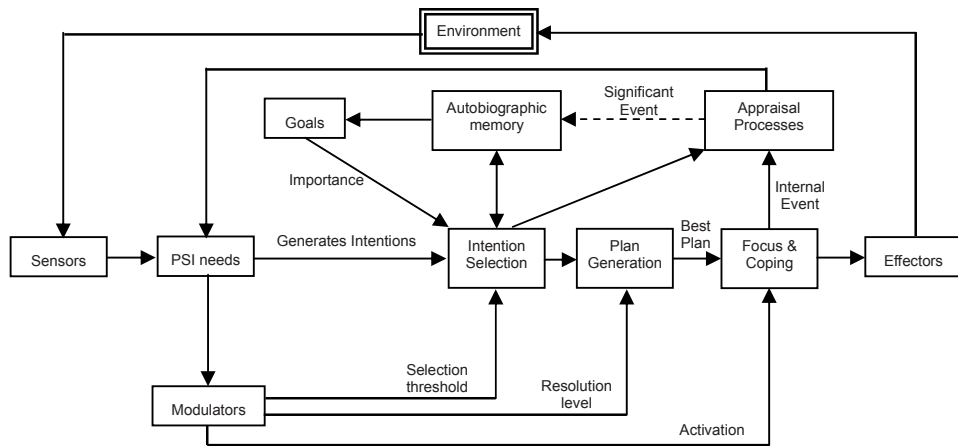 Environment
Significant
Event
Appraisal
Processes
Autobiographic
memory
Goals
Importance
Internal
Event
Sensors
PSI needs
Generates Intentions
Intention
Selection
Plan
Generation
Best
Plan
Focus &
Coping
Effectors
Selection
threshold
Resolution
level
Modulators
Activation